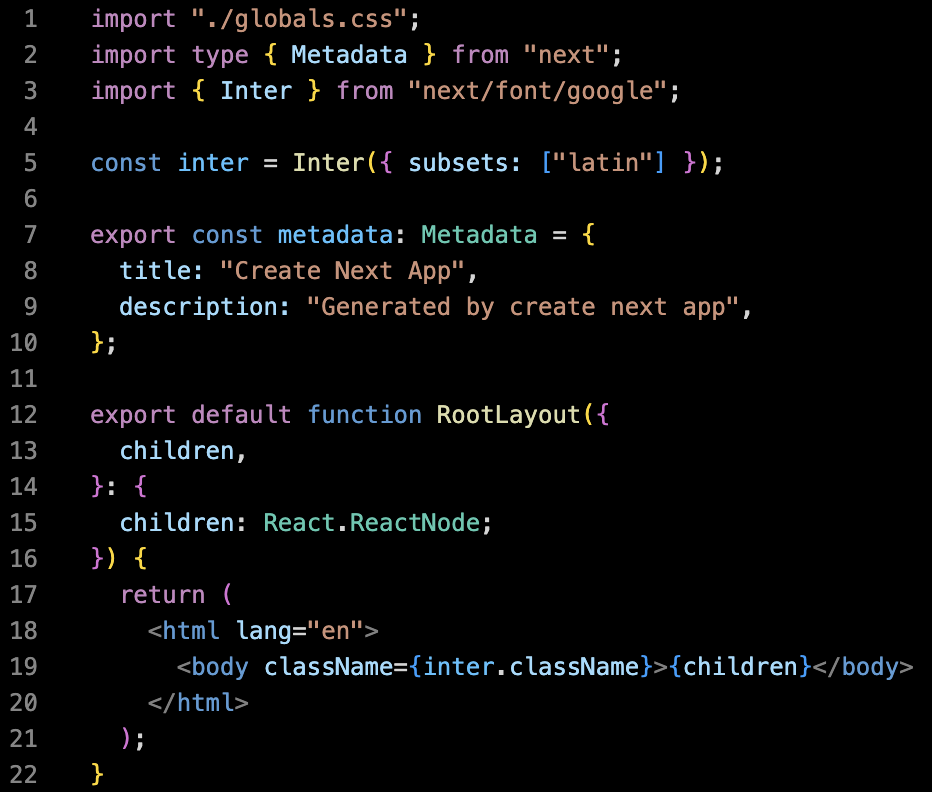 1 import "./globals.css";
2 import type { Metadata } from "next";
3 import { Inter } from "next/font/google";
4
5 const inter = Inter({ subsets: ["latin"] });
6
7 export const metadata: Metadata = {
8   title: "Create Next App",
9   description: "Generated by create next app",
10 };
11
12 export default function RootLayout({
13   children,
14 }: {
15   children: React.ReactNode;
16 }) {
17   return (
18     <html lang="en">
19       <body className={inter.className}>{children}</body>
20     </html>
21   );
22 }